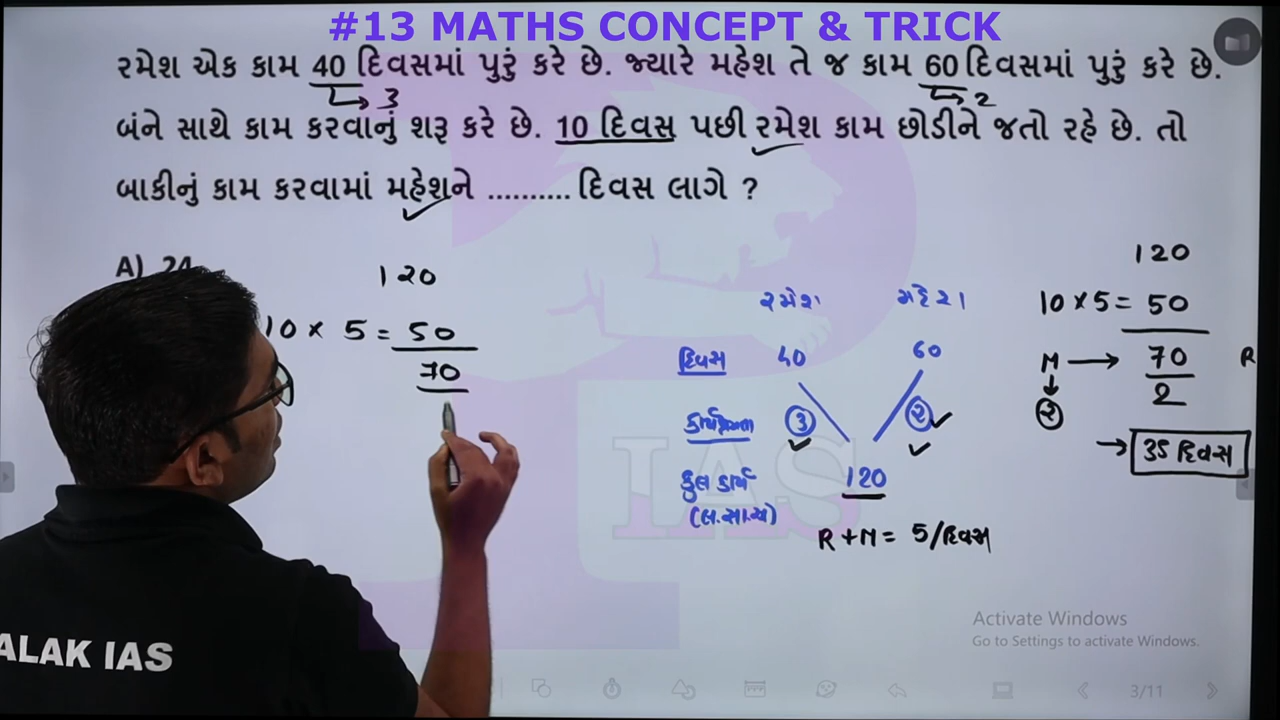 #13 MATHS CONCEPT & TRICK
રમેશ એક કામ 40 દિવસમાં પુરું કરે છે. જ્યારે મહેશ તે જ કામ 60 દિવસમાં પુરું કરે છે.
3 2
બંને સાથે કામ કરવાનું શરૂ કરે છે. 10 દિવસ પછી રમેશ કામ છોડીને જતો રહે છે. તો
બાકીનું કામ કરવામાં મહેશને .......... દિવસ લાગે ?
A) 24
120
10 × 5 = 50
70
રમેશ મહેશ
દિવસ 40 60
કાર્યક્ષમતા 3 2
કુલ કાર્ય 120
(લ.સા.અ)
R + M = 5/દિવસ
120
10 × 5 = 50
M → 70 R
2 2
→ 35 દિવસ
IAS
ALAK IAS
Activate Windows
Go to Settings to activate Windows.
3/11